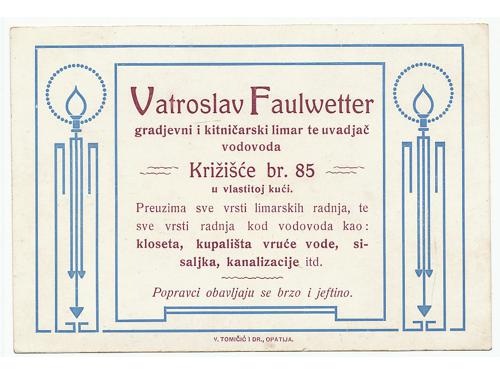 Vatroslav Faulwetter
gradjevni i kitničarski limar te uvadjač
vodovoda
Križišće br. 85
u vlastitoj kući.
Preuzima sve vrsti limarskih radnja, te
sve vrsti radnja kod vodovoda kao:
kloseta, kupališta vruće vode, si-
saljka, kanalizacije itd.
Popravci obavljaju se brzo i jeftino.
V. TOMIČIĆ I DR., OPATIJA.